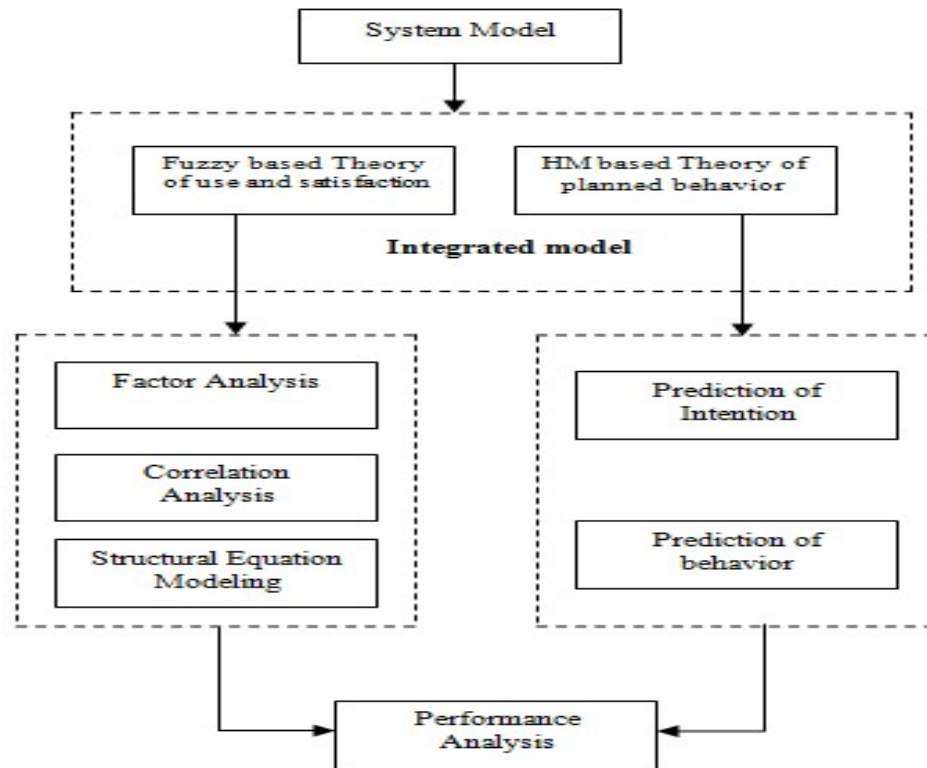 System Model
Fuzzy based Theory
of use and satisfaction
HM based Theory of
planned behavior
Integrated model
Factor Analysis
Correlation
Analysis
Structural Equation
Modeling
Prediction of
Intention
Prediction of
behavior
Performance
Analysis